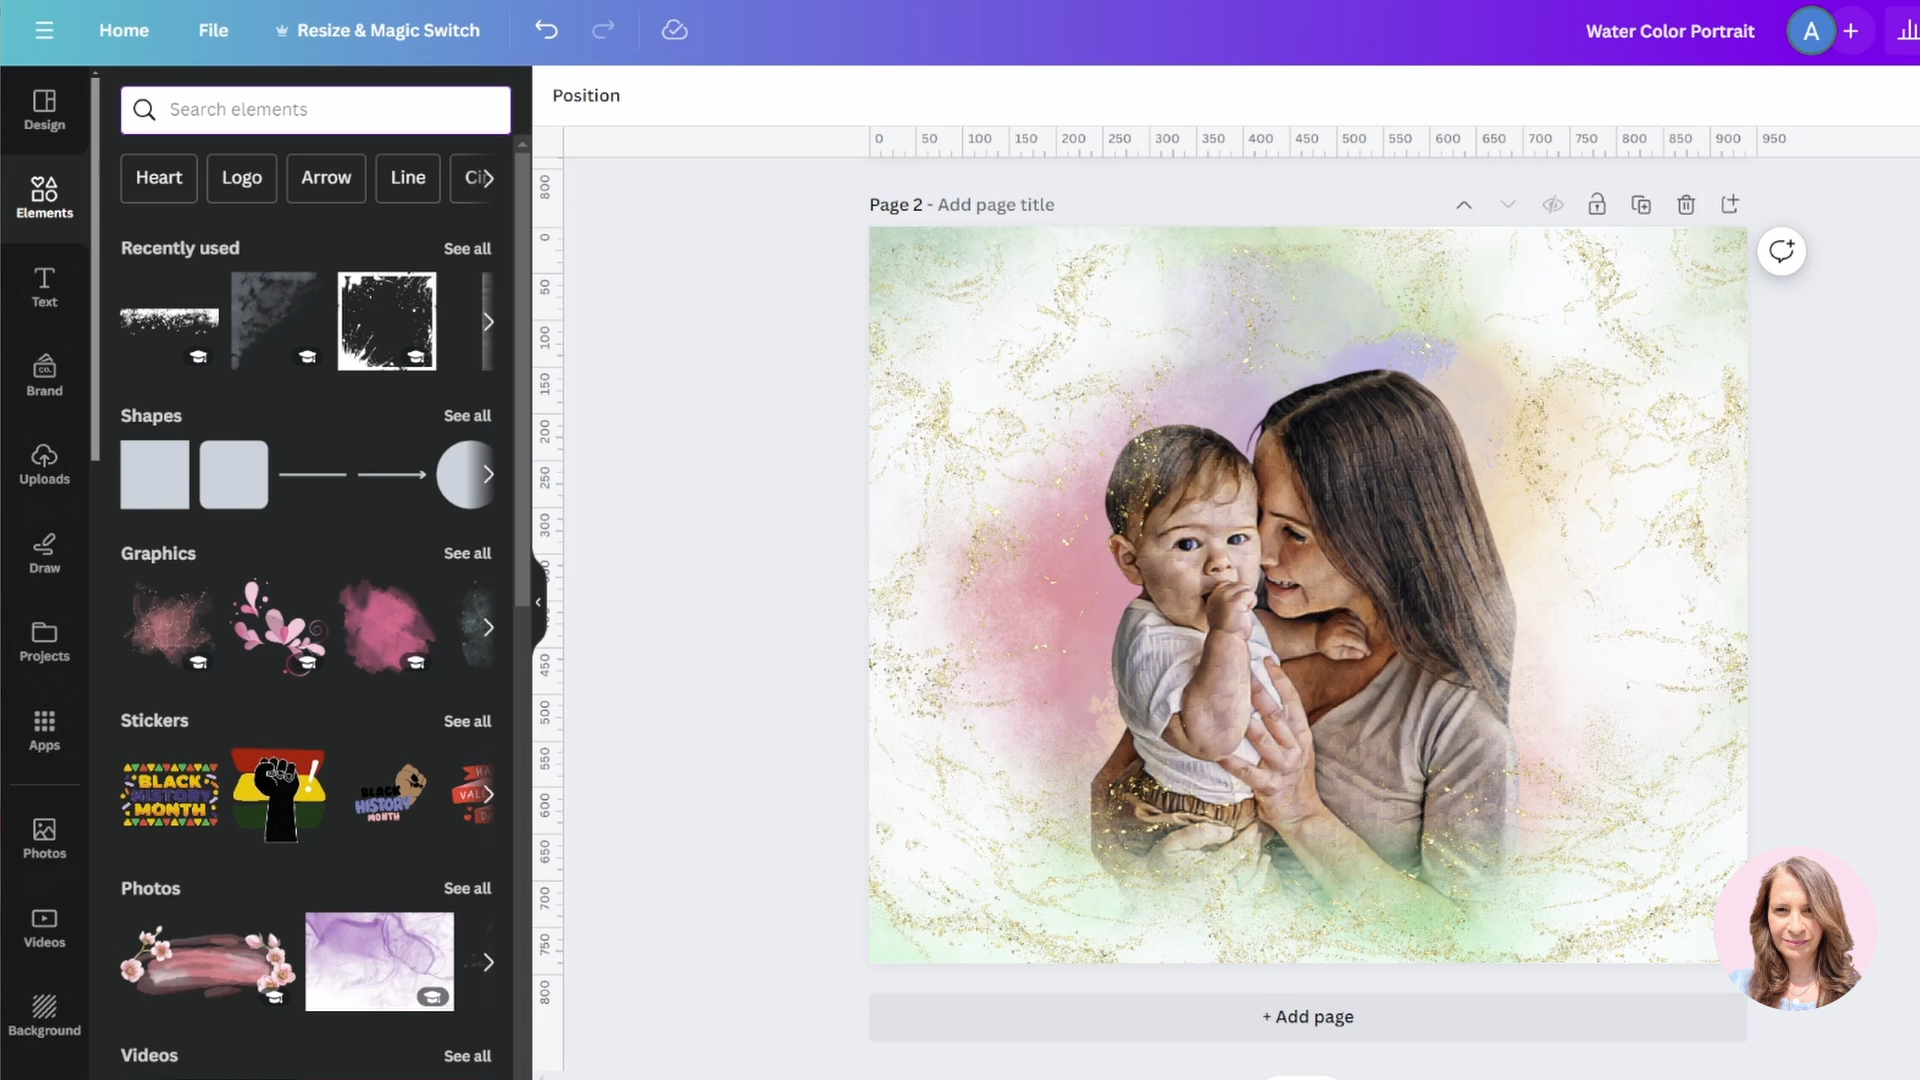 Home
File
Resize & Magic Switch
Water Color Portrait
A
Design
Elements
Text
Brand
CO.
Uploads
Draw
Projects
Apps
Photos
Videos
Background
Search elements
Heart
Logo
Arrow
Line
Recently used
See all
Shapes
See all
Graphics
See all
Stickers
See all
BLACK
HISTORY
MONTH
BLACK
HISTORY
MONTH
Photos
See all
Videos
See all
Position
0 50 100 150 200 250 300 350 400 450 500 550 600 650 700 750 800 850 900 950
800
0
50
100
150
200
250
300
450
500
550
600
650
700
750
800
Page 2 - Add page title
+ Add page